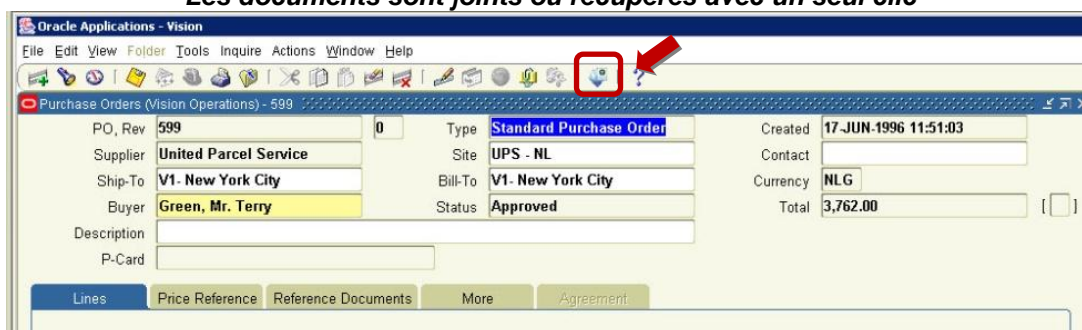 Les documents sont joints ou récupérés avec un seul clic
Oracle Applications - Vision
File Edit View Folder Tools Inquire Actions Window Help
Purchase Orders (Vision Operations) - 599
PO, Rev 599 0 Type Standard Purchase Order Created 17-JUN-1996 11:51:03
Supplier United Parcel Service Site UPS - NL Contact
Ship-To V1- New York City Bill-To V1- New York City Currency NLG
Buyer Green, Mr. Terry Status Approved Total 3,762.00 [ ]
Description
P-Card
Lines Price Reference Reference Documents More Agreement